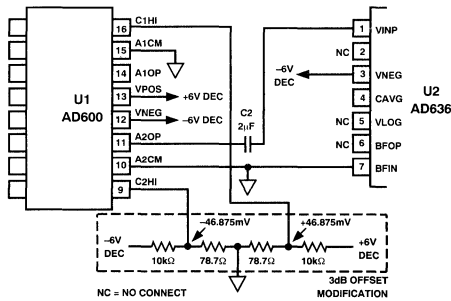 16 C1HI
15 A1CM
14 A1OP
13 VPOS
+6V DEC
12 VNEG
–6V DEC
11 A2OP
10 A2CM
9 C2HI
U1
AD600
C2
2μF
1 VINP
NC 2
–6V
DEC
3 VNEG
4 CAVG
NC 5 VLOG
NC 6 BFOP
7 BFIN
U2
AD636
–46.875mV
+46.875mV
–6V
DEC
+6V
DEC
10kΩ 78.7Ω 78.7Ω 10kΩ
3dB OFFSET
MODIFICATION
NC = NO CONNECT